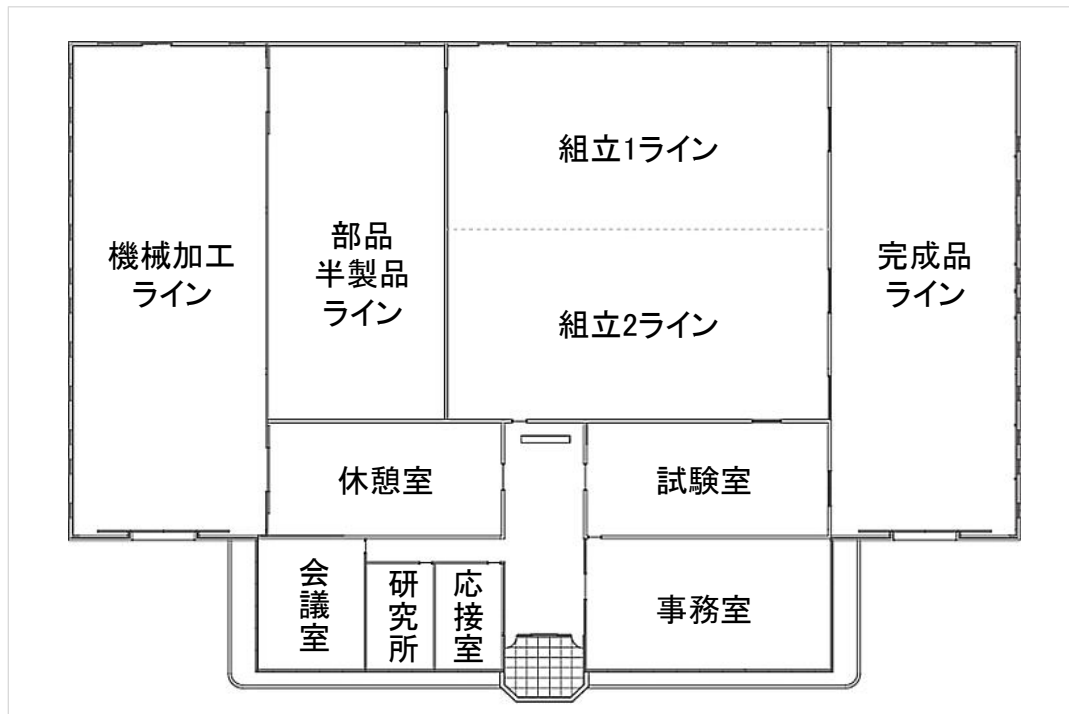 機械加工
ライン
部品
半製品
ライン
組立1ライン
組立2ライン
完成品
ライン
休憩室
試験室
会議室
研究所
応接室
事務室